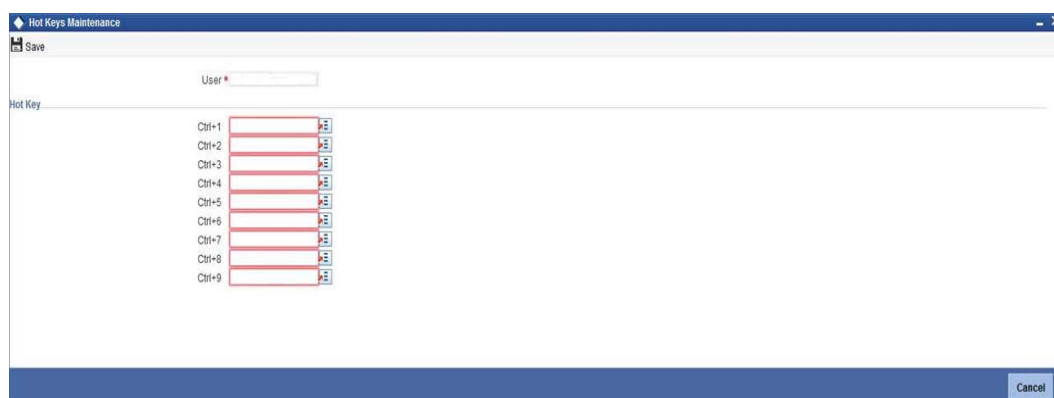 Hot Keys Maintenance
Save
User *
Hot Key
Ctrl+1
Ctrl+2
Ctrl+3
Ctrl+4
Ctrl+5
Ctrl+6
Ctrl+7
Ctrl+8
Ctrl+9
Cancel